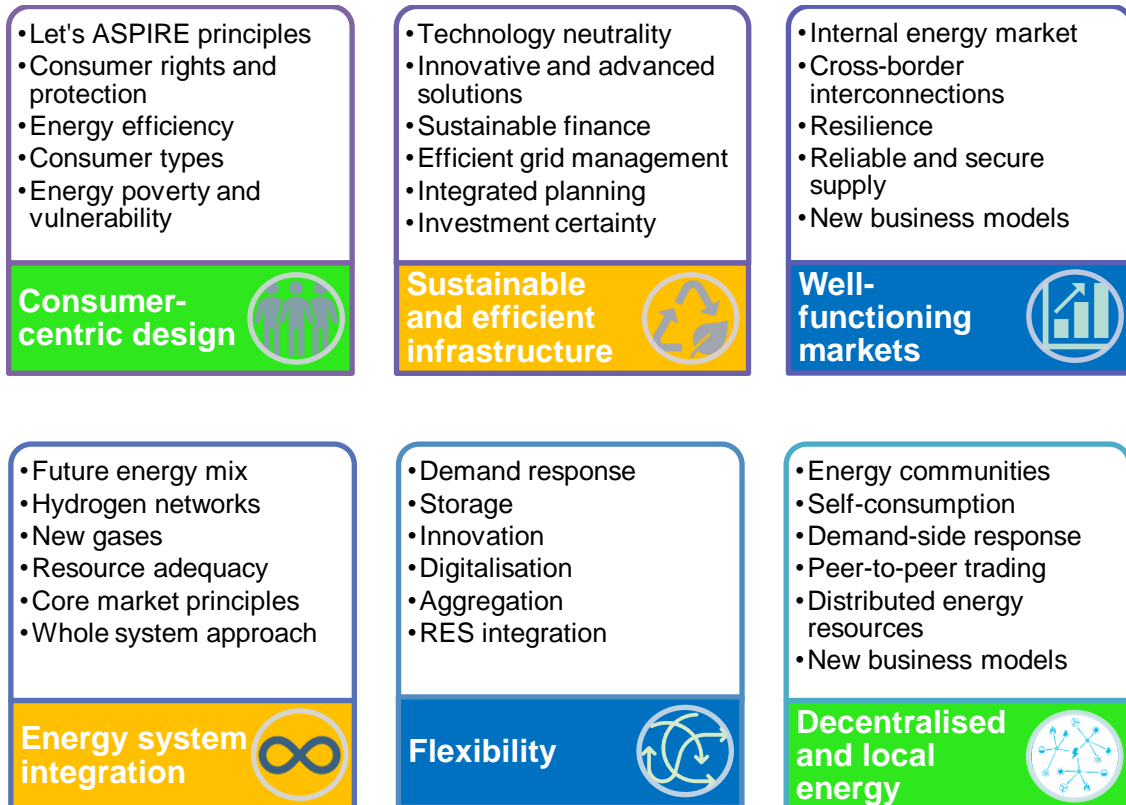 •Let's ASPIRE principles
•Consumer rights and
protection
•Energy efficiency
•Consumer types
•Energy poverty and
vulnerability
Consumer-
centric design
•Technology neutrality
•Innovative and advanced
solutions
•Sustainable finance
•Efficient grid management
•Integrated planning
•Investment certainty
Sustainable
and efficient
infrastructure
•Internal energy market
•Cross-border
interconnections
•Resilience
•Reliable and secure
supply
•New business models
Well-
functioning
markets
•Future energy mix
•Hydrogen networks
•New gases
•Resource adequacy
•Core market principles
•Whole system approach
Energy system
integration
•Demand response
•Storage
•Innovation
•Digitalisation
•Aggregation
•RES integration
Flexibility
•Energy communities
•Self-consumption
•Demand-side response
•Peer-to-peer trading
•Distributed energy
resources
•New business models
Decentralised
and local
energy